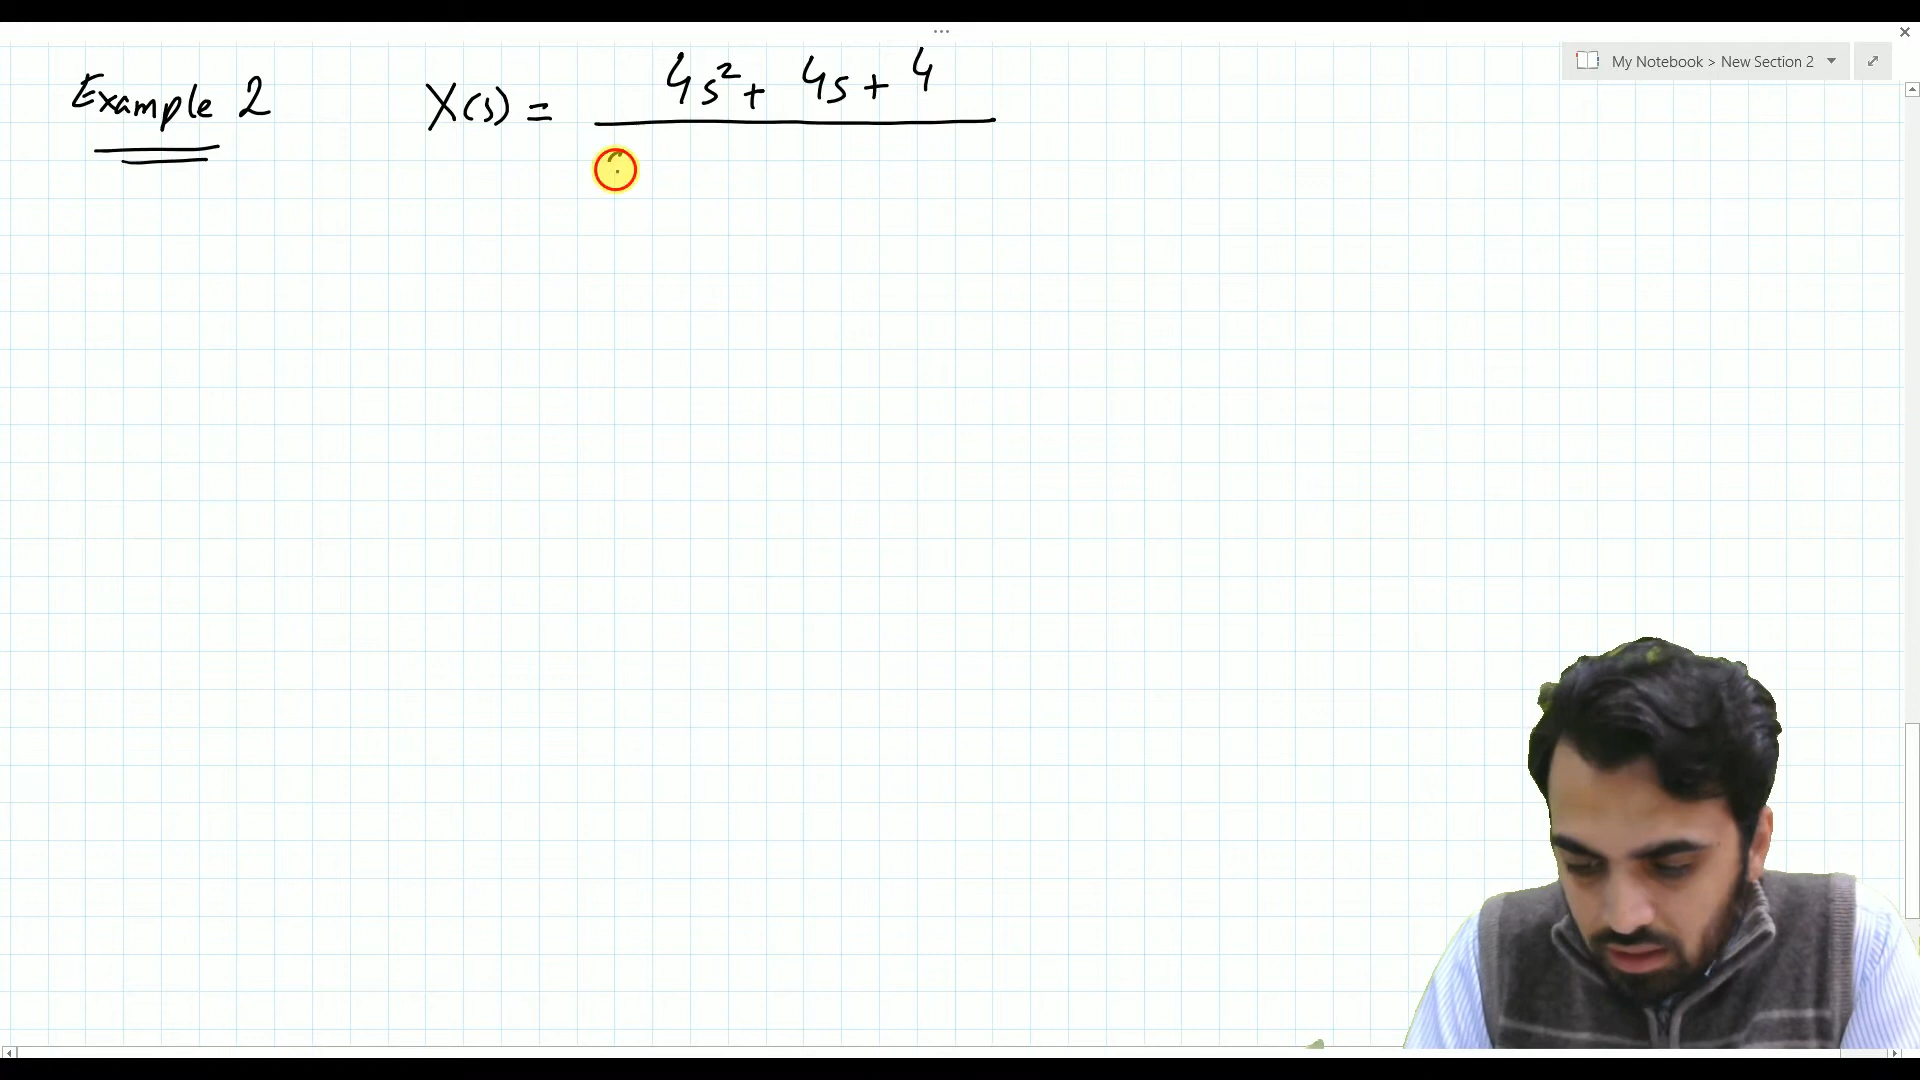 My Notebook > New Section 2
Example 2 X(s) = 4s² + 4s + 4